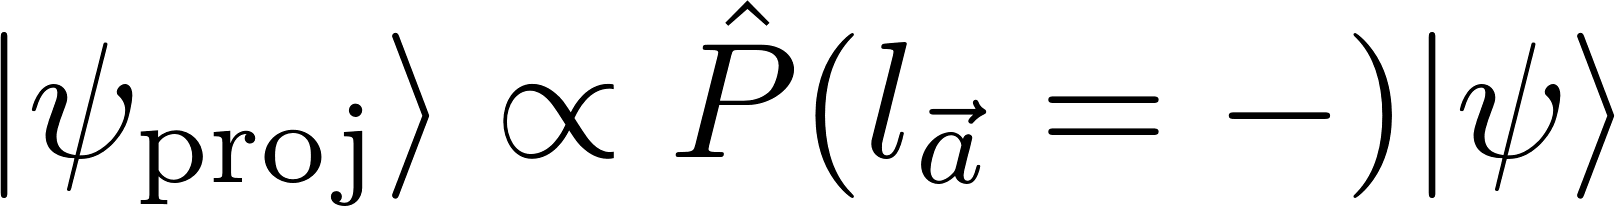 |ψ_proj⟩ ∝ P̂(l_a⃗ = −)|ψ⟩